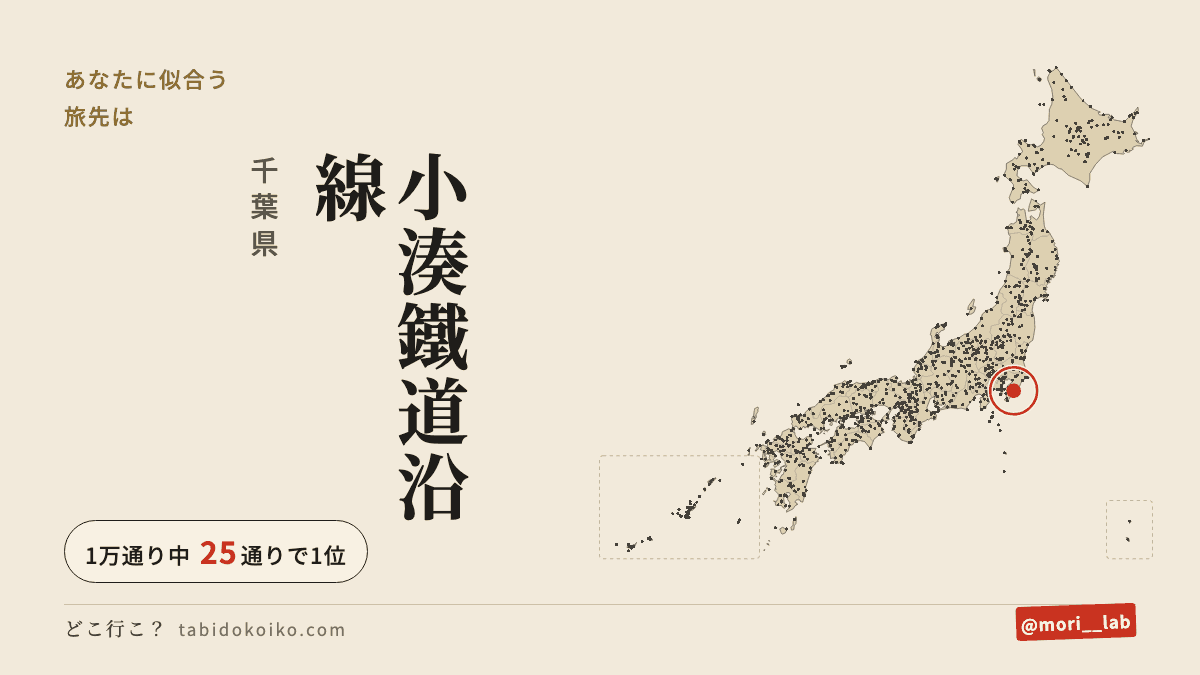 あなたに似合う
旅先は
小湊鐵道沿
線
千葉県
1万通り中 25通りで1位
どこ行こ？ tabidokoiko.com
@mori__lab